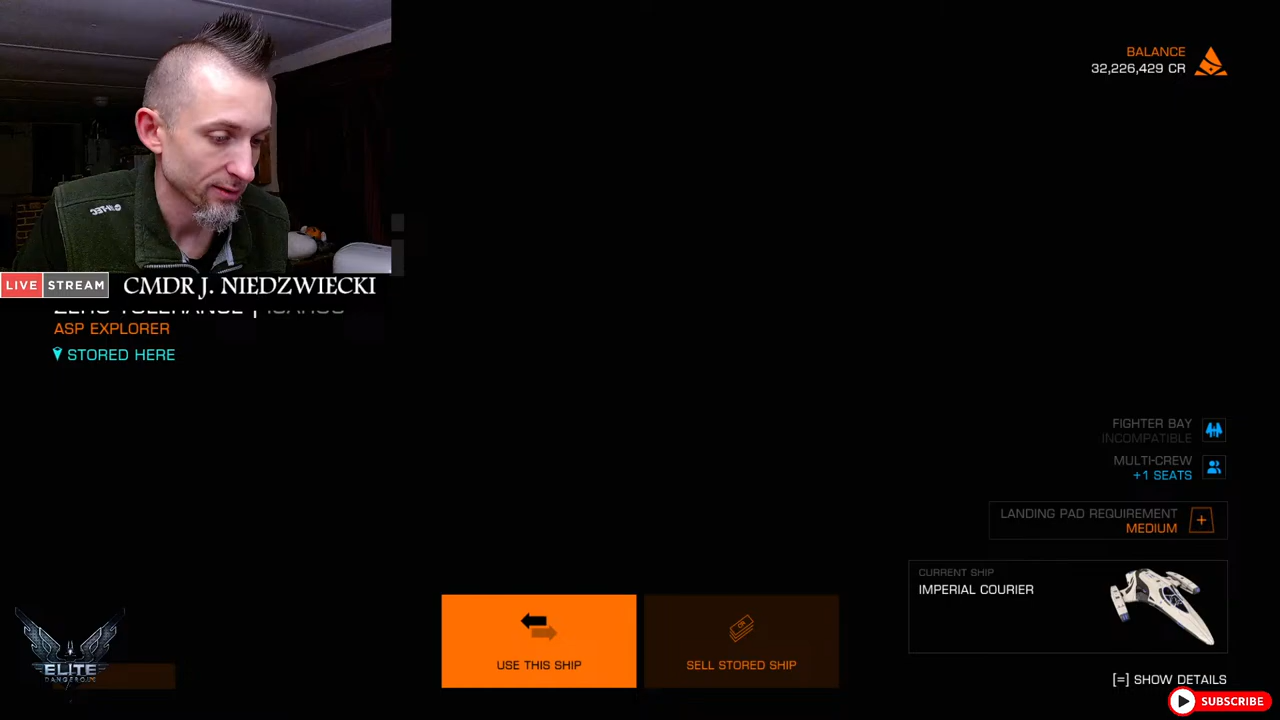 BALANCE
32,226,429 CR
LIVE STREAM
CMDR J. NIEDZWIECKI
ASP EXPLORER
STORED HERE
FIGHTER BAY
INCOMPATIBLE
MULTI-CREW
+1 SEATS
LANDING PAD REQUIREMENT
MEDIUM
CURRENT SHIP
IMPERIAL COURIER
USE THIS SHIP
SELL STORED SHIP
ELITE
DANGEROUS
[=] SHOW DETAILS
SUBSCRIBE